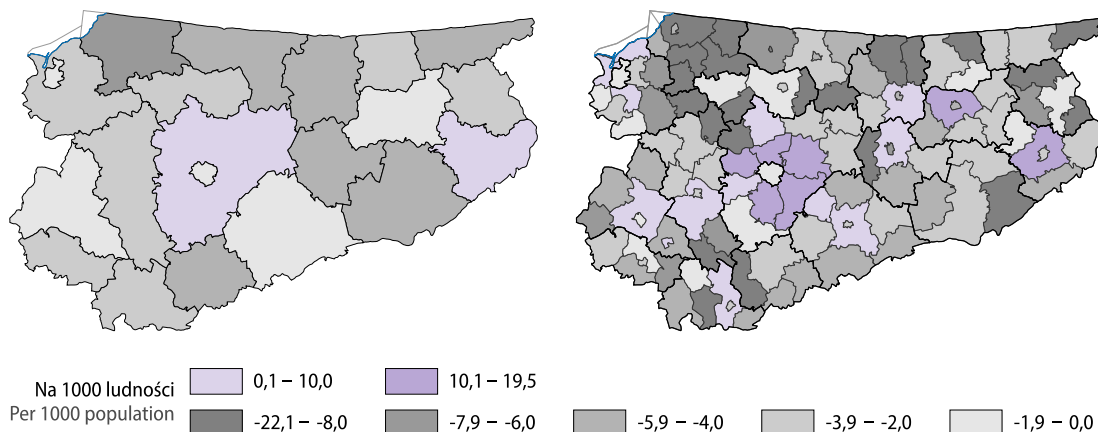 Na 1000 ludności
Per 1000 population
0,1 – 10,0
10,1 – 19,5
-22,1 – -8,0
-7,9 – -6,0
-5,9 – -4,0
-3,9 – -2,0
-1,9 – 0,0